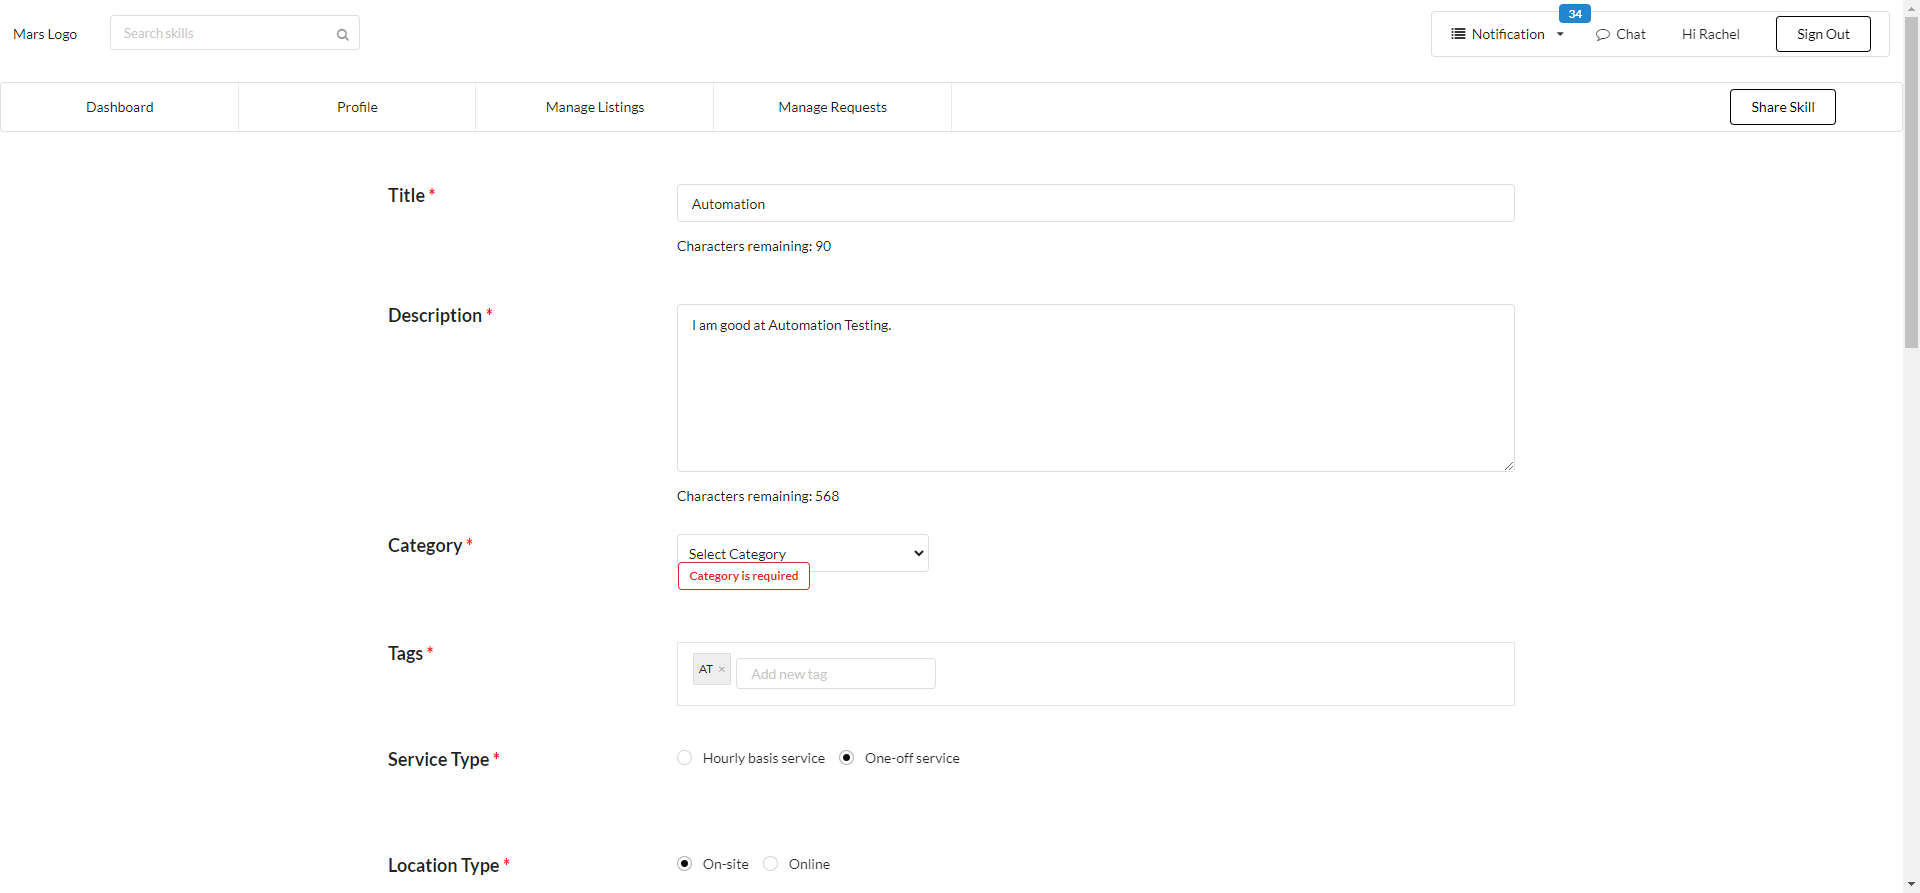 Mars Logo
Search skills
34
Notification
Chat
Hi Rachel
Sign Out
Dashboard
Profile
Manage Listings
Manage Requests
Share Skill
Title *
Automation
Characters remaining: 90
Description *
I am good at Automation Testing.
Characters remaining: 568
Category *
Select Category
Category is required
Tags *
AT ×
Add new tag
Service Type *
Hourly basis service
One-off service
Location Type *
On-site
Online